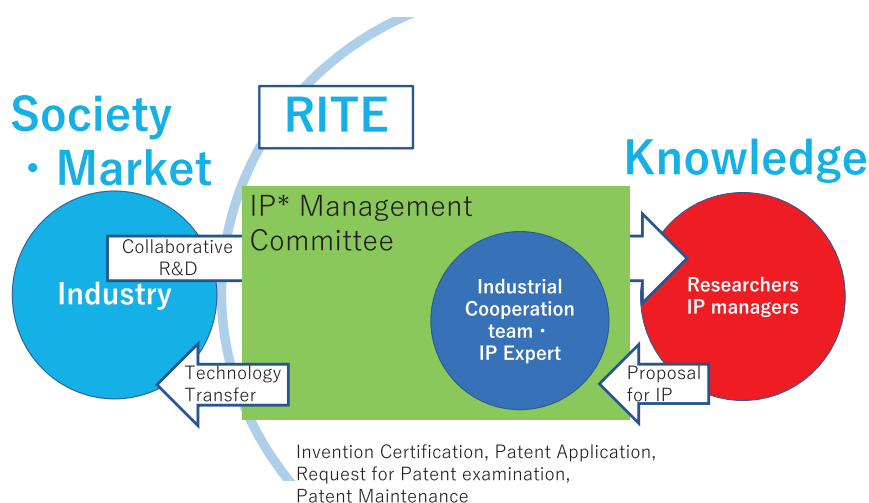 Society
・Market
RITE
Knowledge
IP* Management
Committee
Collaborative
R&D
Industry
Industrial
Cooperation
team・
IP Expert
Researchers
IP managers
Technology
Transfer
Proposal
for IP
Invention Certification, Patent Application,
Request for Patent examination,
Patent Maintenance